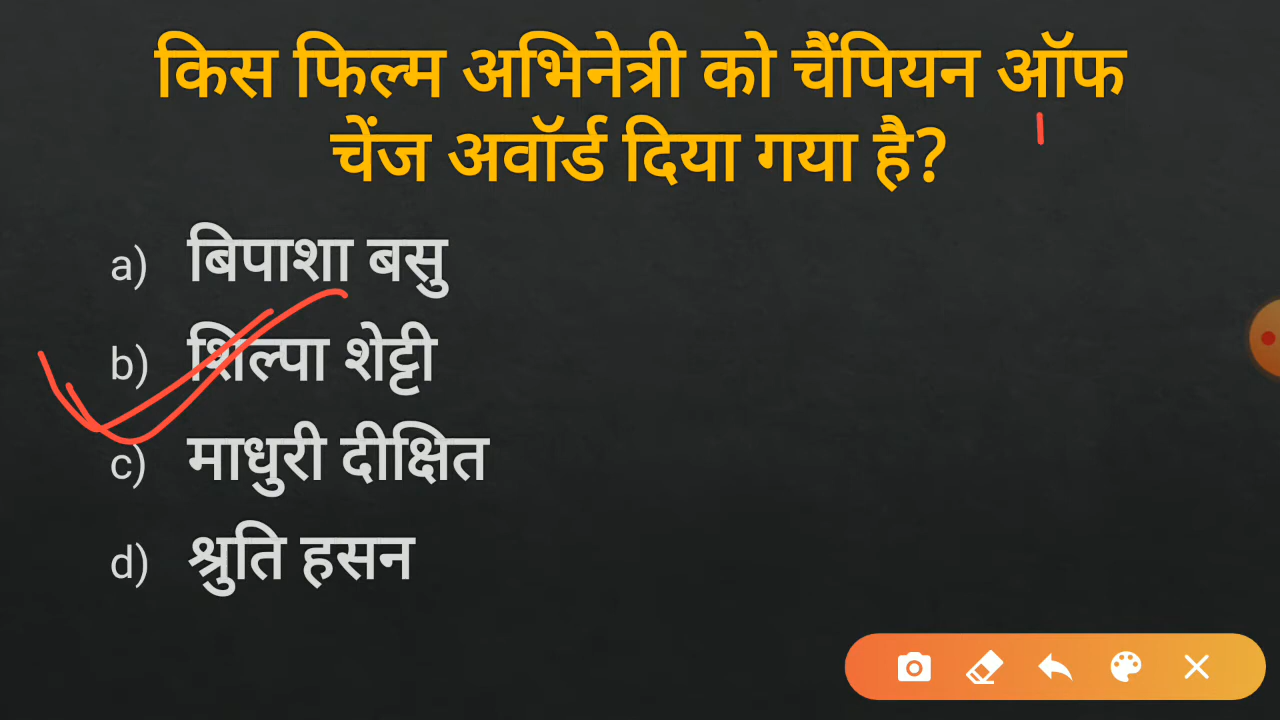 किस फिल्म अभिनेत्री को चैंपियन ऑफ
चेंज अवॉर्ड दिया गया है?
a) बिपाशा बसु
b) शिल्पा शेट्टी
c) माधुरी दीक्षित
d) श्रुति हसन